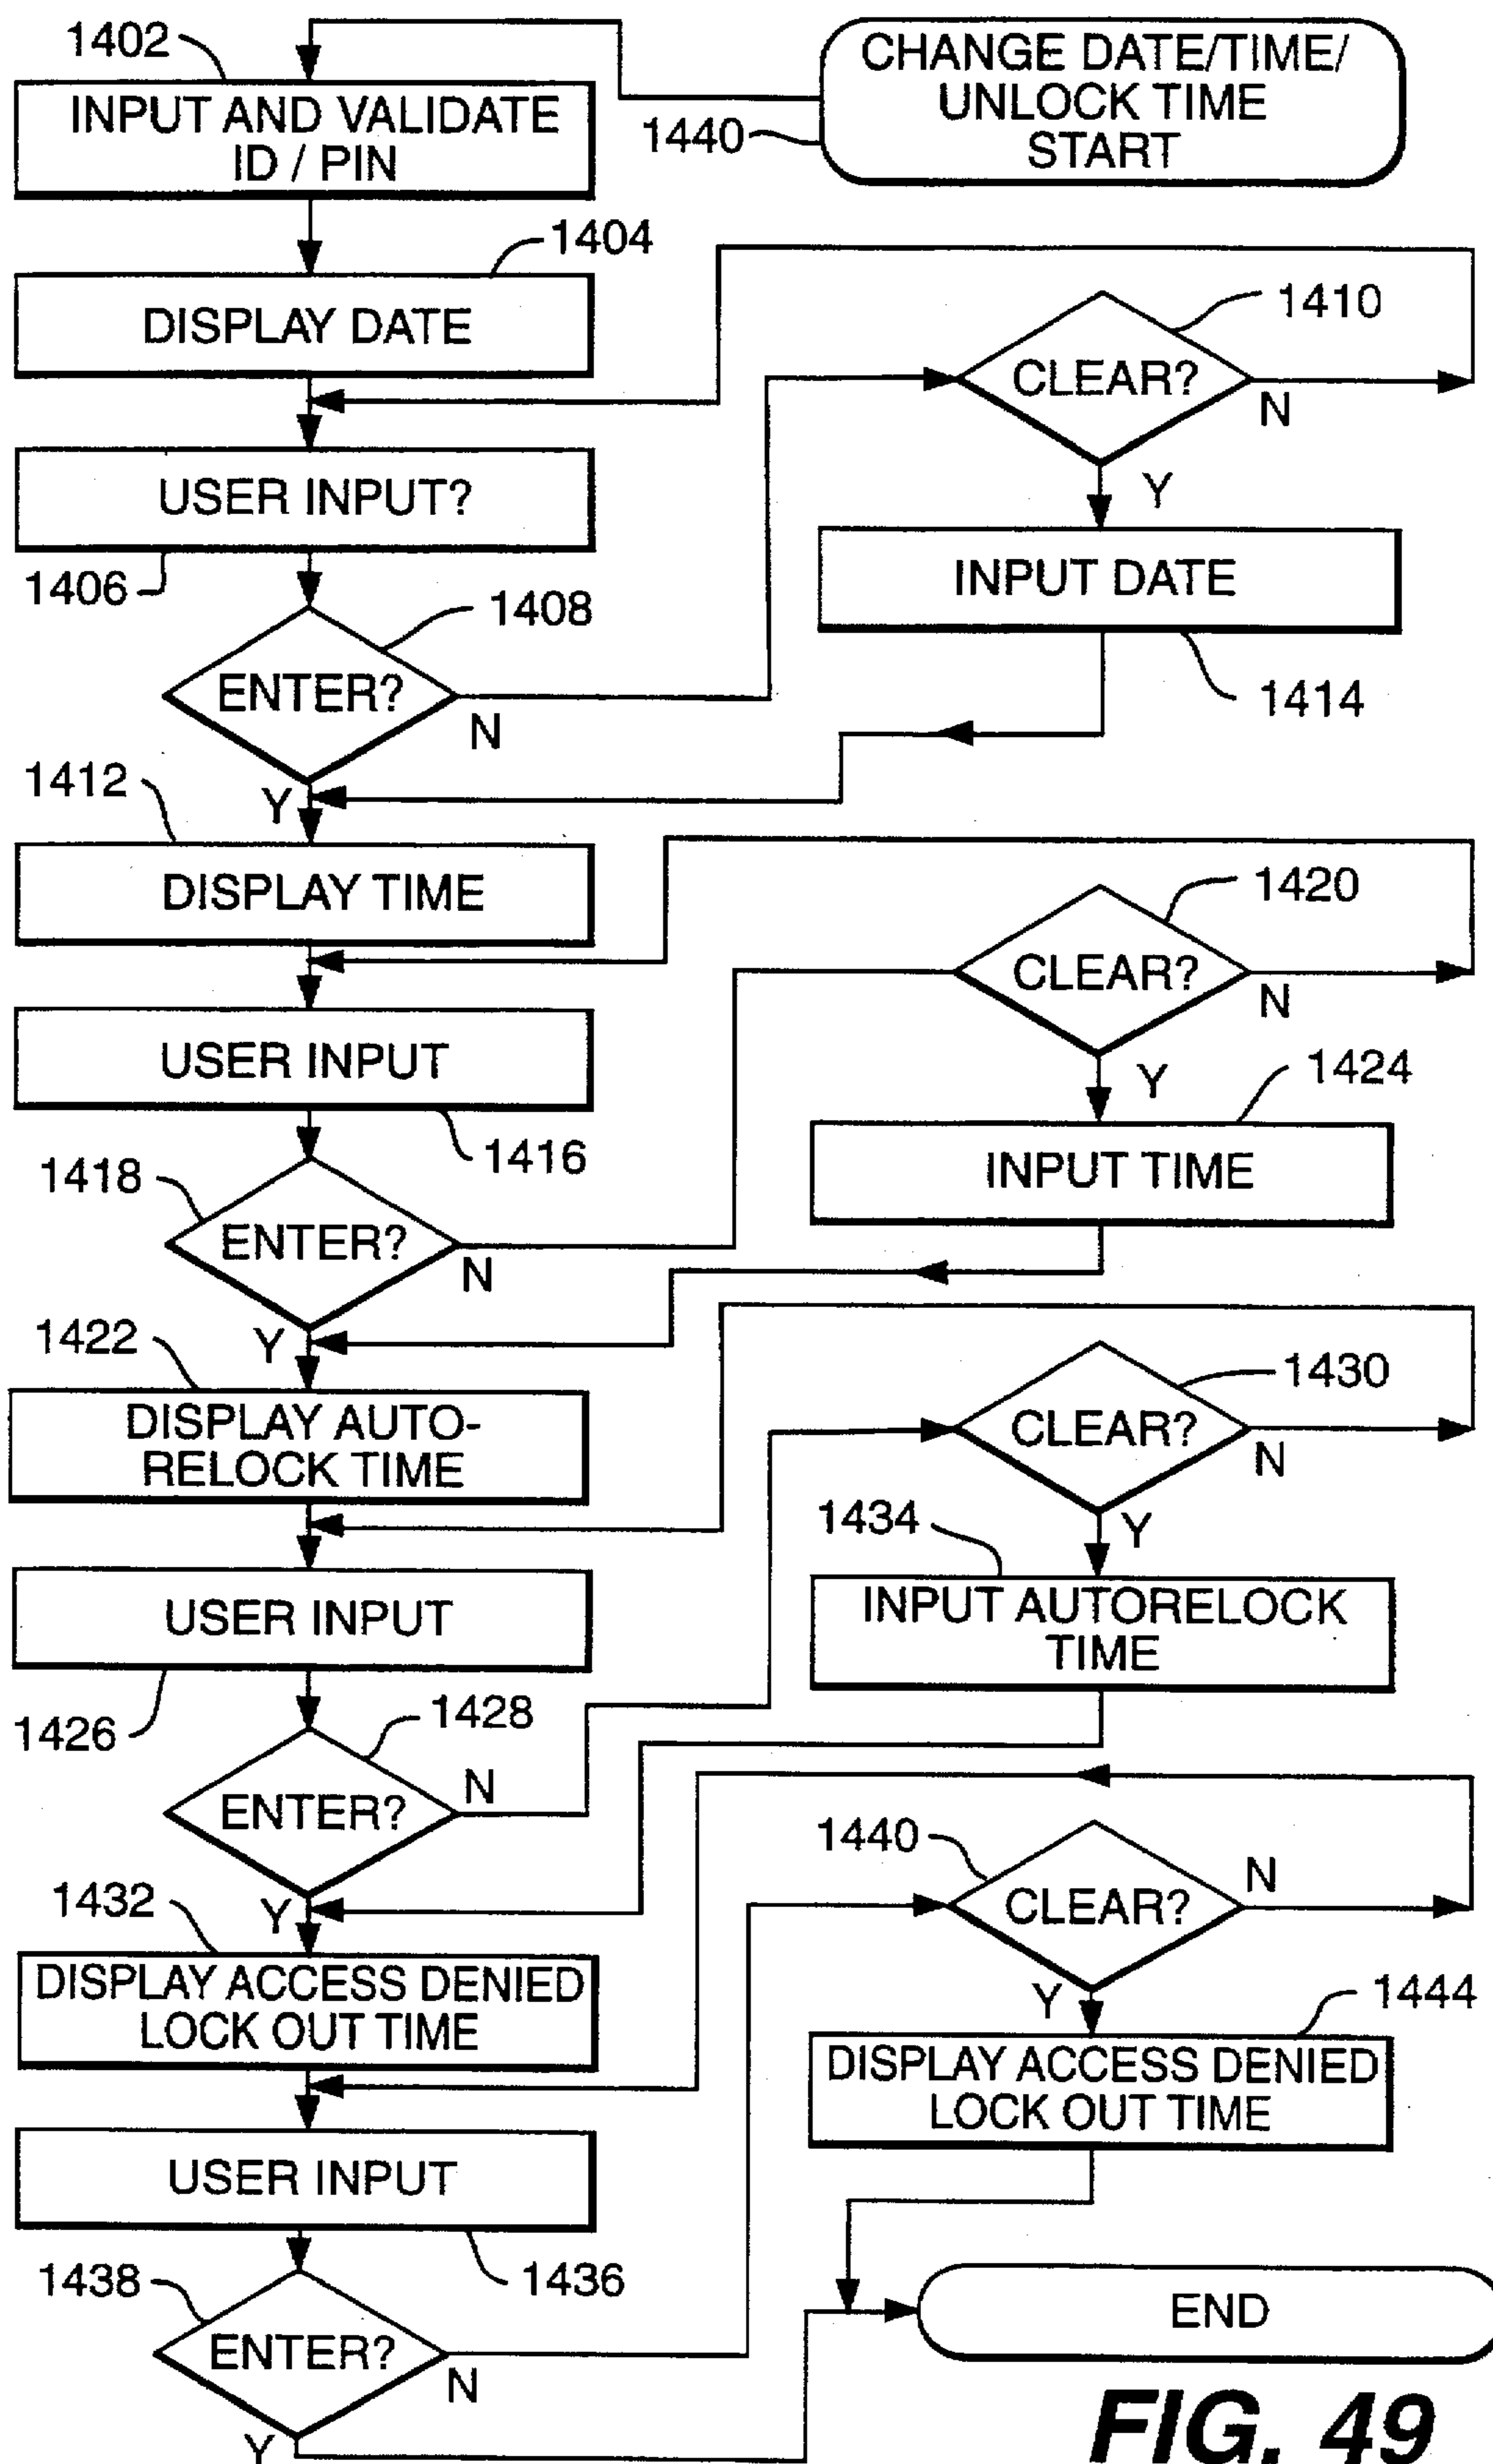 1402
CHANGE DATE/TIME/
UNLOCK TIME
START
1440
INPUT AND VALIDATE
ID / PIN
1404
DISPLAY DATE
1410
CLEAR?
N
Y
USER INPUT?
1406
INPUT DATE
1414
1408
ENTER?
N
Y
1412
DISPLAY TIME
1420
CLEAR?
N
Y
USER INPUT
1416
1424
INPUT TIME
1418
ENTER?
N
Y
1422
DISPLAY AUTO-
RELOCK TIME
1430
CLEAR?
N
Y
1434
INPUT AUTORELOCK
TIME
USER INPUT
1426
1428
ENTER?
N
Y
1432
DISPLAY ACCESS DENIED
LOCK OUT TIME
1440
CLEAR?
N
Y
1444
DISPLAY ACCESS DENIED
LOCK OUT TIME
USER INPUT
1436
1438
ENTER?
N
Y
END
FIG. 49